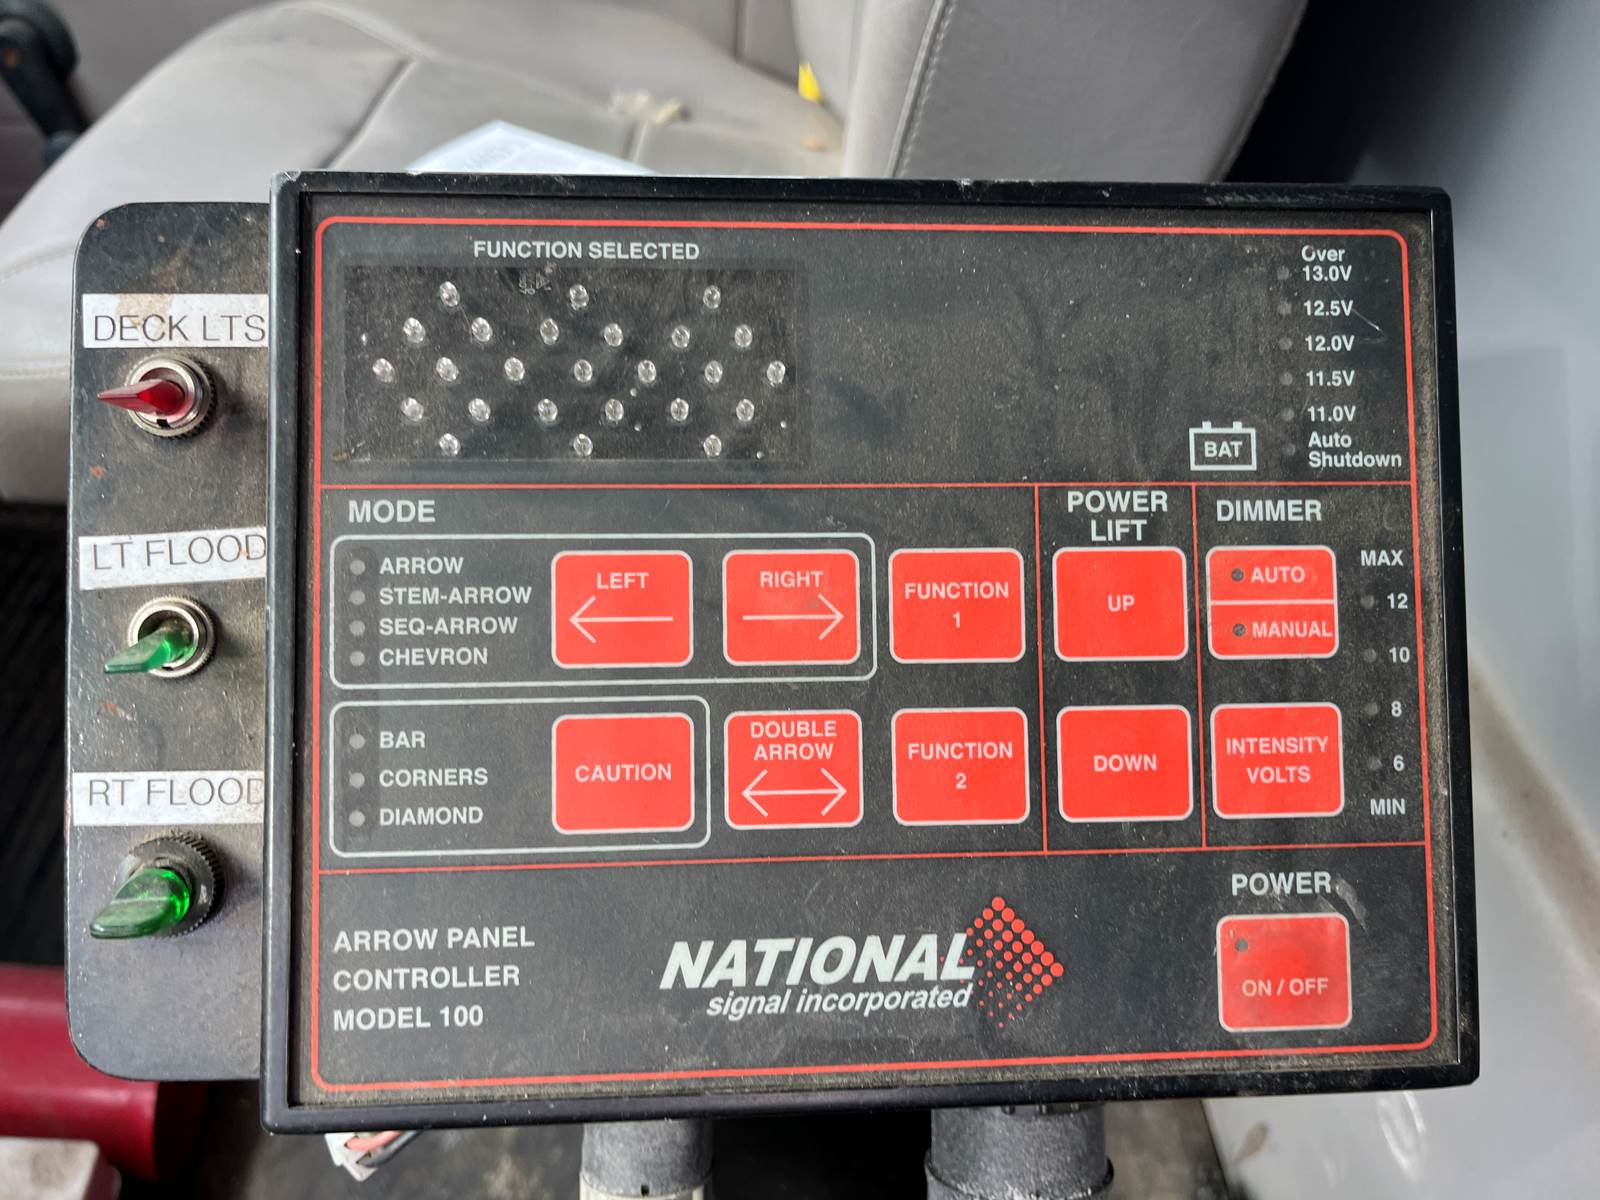 FUNCTION SELECTED
Over
13.0V
12.5V
12.0V
11.5V
11.0V
Auto
Shutdown
BAT
DECK LTS
LT FLOOD
RT FLOOD
MODE
ARROW
STEM-ARROW
SEQ-ARROW
CHEVRON
LEFT
RIGHT
FUNCTION
1
BAR
CORNERS
DIAMOND
CAUTION
DOUBLE
ARROW
FUNCTION
2
POWER
LIFT
UP
DOWN
DIMMER
AUTO
MANUAL
INTENSITY
VOLTS
MAX
12
10
8
6
MIN
ARROW PANEL
CONTROLLER
MODEL 100
NATIONAL
signal incorporated
POWER
ON / OFF